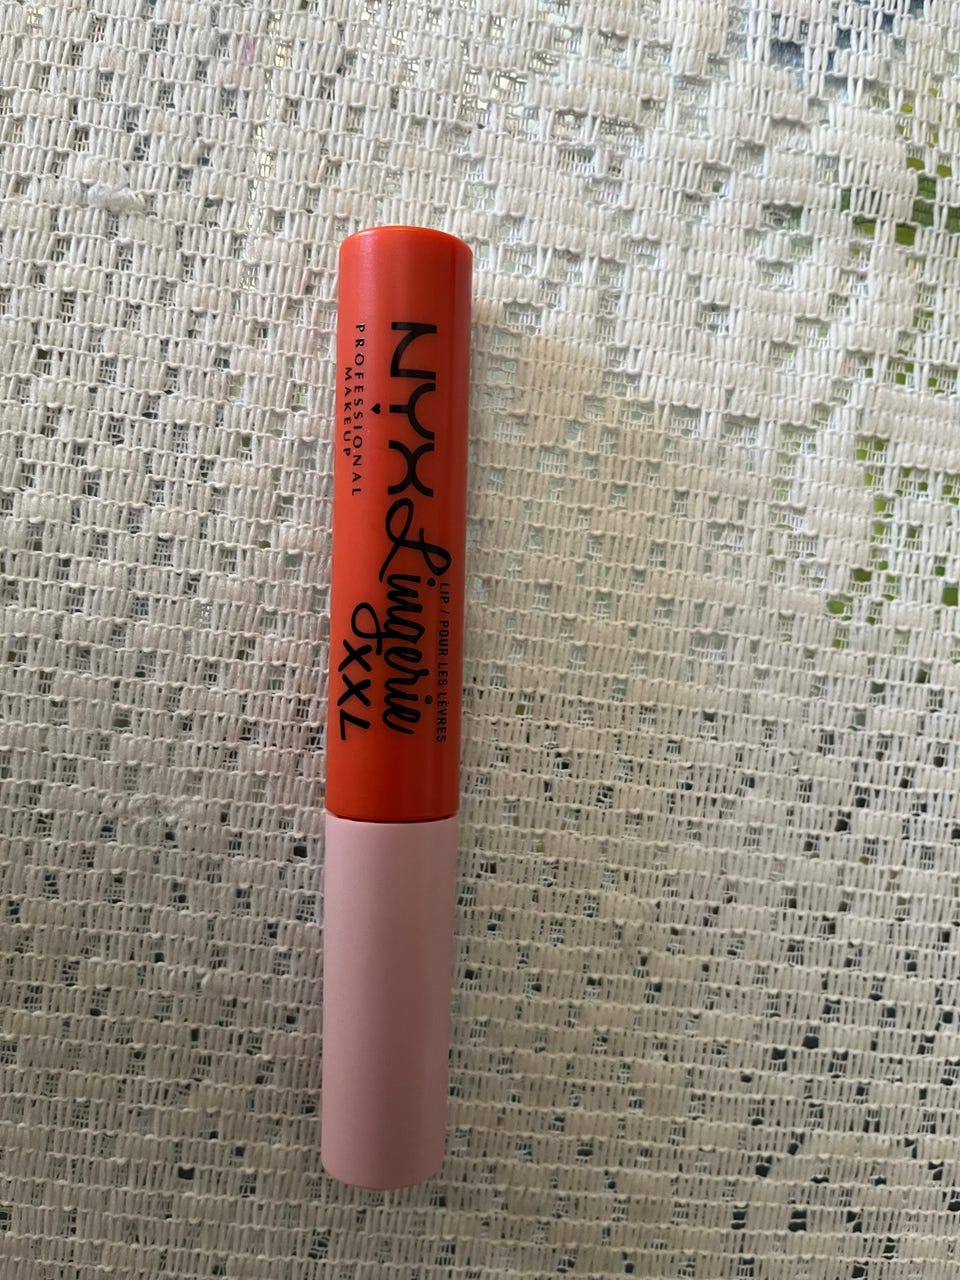 NYX
PROFESSIONAL
MAKEUP
LIP / POUR LES LÈVRES
Lingerie
XXL